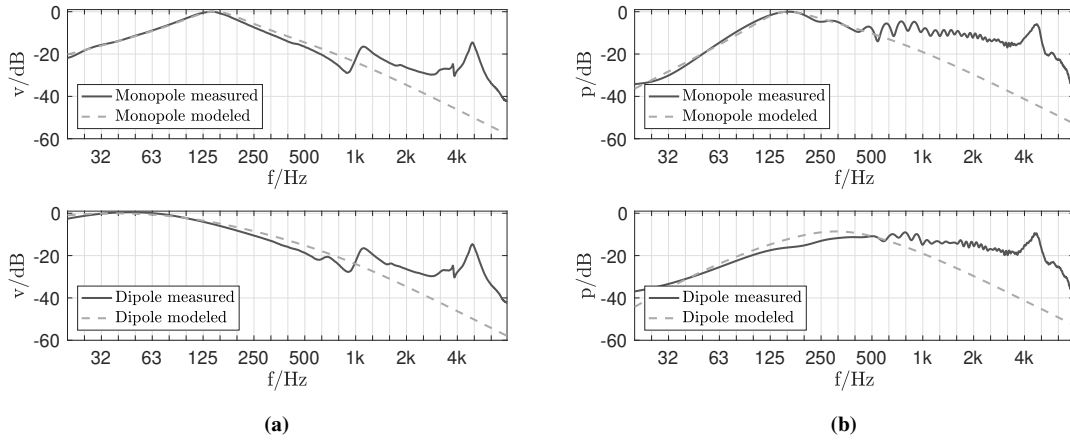 0
-20
-40
-60
v/dB
Monopole measured
Monopole modeled
32 63 125 250 500 1k 2k 4k
f/Hz
0
-20
-40
-60
p/dB
Monopole measured
Monopole modeled
32 63 125 250 500 1k 2k 4k
f/Hz
0
-20
-40
-60
v/dB
Dipole measured
Dipole modeled
32 63 125 250 500 1k 2k 4k
f/Hz
0
-20
-40
-60
p/dB
Dipole measured
Dipole modeled
32 63 125 250 500 1k 2k 4k
f/Hz
(a)
(b)